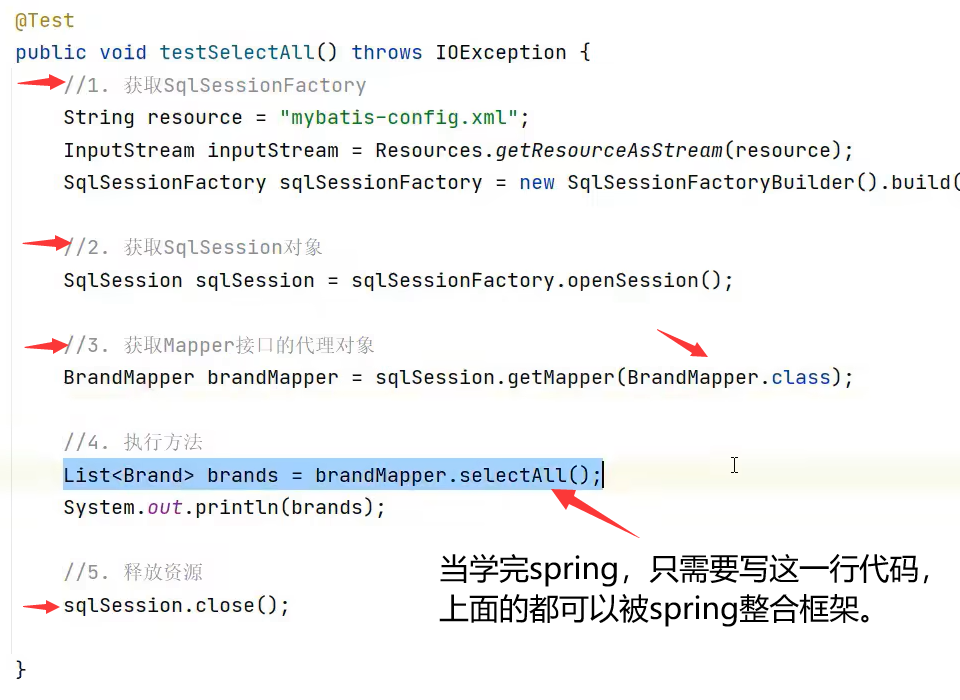 @Test
public void testSelectAll() throws IOException {
//1. 获取SqlSessionFactory
String resource = "mybatis-config.xml";
InputStream inputStream = Resources.getResourceAsStream(resource);
SqlSessionFactory sqlSessionFactory = new SqlSessionFactoryBuilder().build(
//2. 获取SqlSession对象
SqlSession sqlSession = sqlSessionFactory.openSession();
//3. 获取Mapper接口的代理对象
BrandMapper brandMapper = sqlSession.getMapper(BrandMapper.class);
//4. 执行方法
List<Brand> brands = brandMapper.selectAll();
System.out.println(brands);
//5. 释放资源
sqlSession.close();
当学完spring，只需要写这一行代码，
上面的都可以被spring整合框架。
}